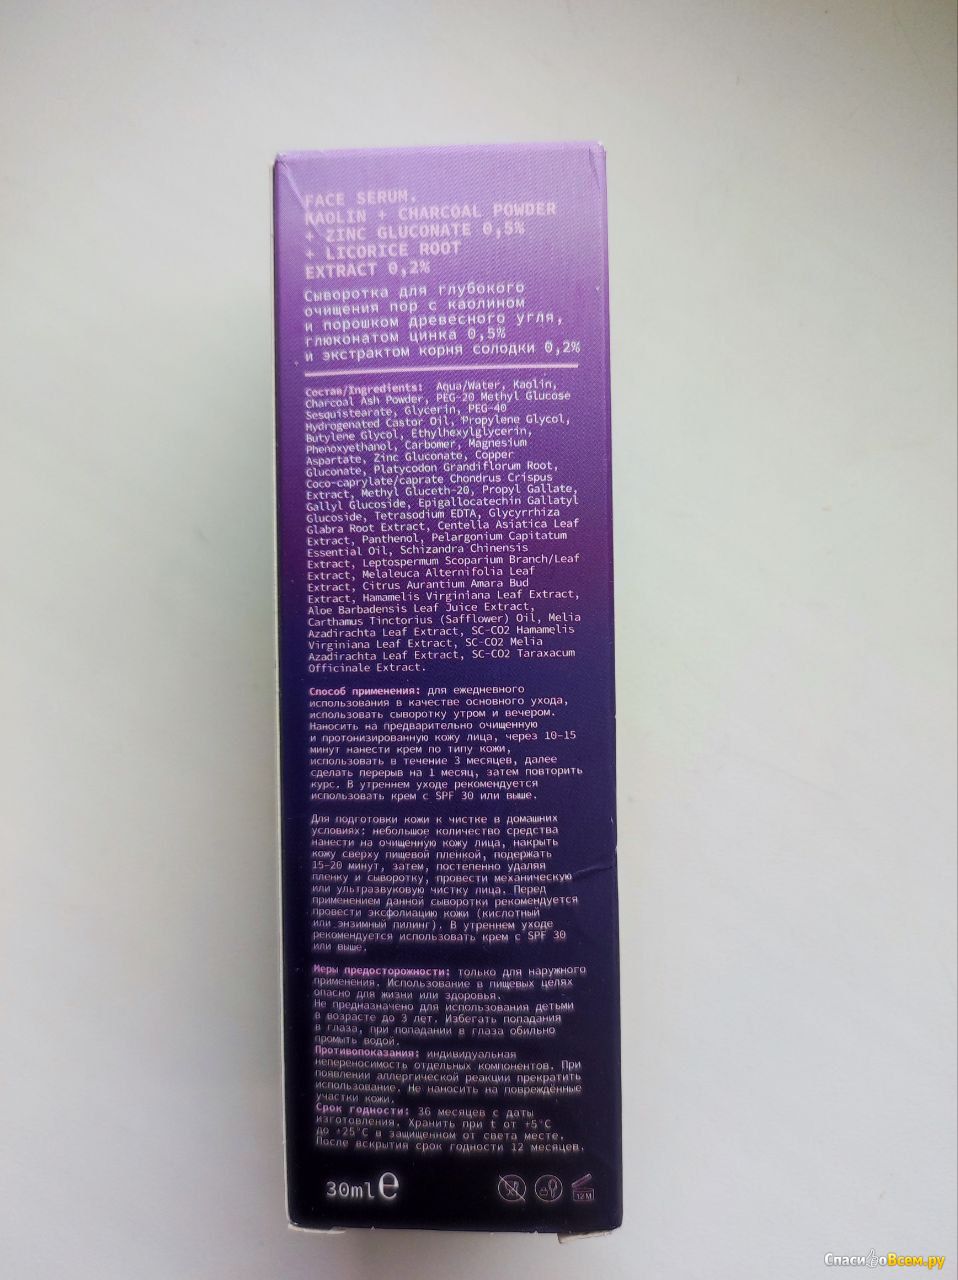 FACE SERUM,
KAOLIN + CHARCOAL POWDER
+ ZINC GLUCONATE 0,5%
+ LICORICE ROOT
EXTRACT 0,2%
Сыворотка для глубокого
очищения пор с каолином
и порошком древесного угля,
глюконатом цинка 0,5%
и экстрактом корня солодки 0,2%
Состав/Ingredients: Aqua/Water, Kaolin,
Charcoal Ash Powder, PEG-20 Methyl Glucose
Sesquistearate, Glycerin, PEG-40
Hydrogenated Castor Oil, Propylene Glycol,
Butylene Glycol, Ethylhexylglycerin,
Phenoxyethanol, Carbomer, Magnesium
Aspartate, Zinc Gluconate, Copper
Gluconate, Platycodon Grandiflorum Root,
Coco-caprylate/caprate Chondrus Crispus
Extract, Methyl Gluceth-20, Propyl Gallate,
Gallyl Glucoside, Epigallocatechin Gallatyl
Glucoside, Tetrasodium EDTA, Glycyrrhiza
Glabra Root Extract, Centella Asiatica Leaf
Extract, Panthenol, Pelargonium Capitatum
Essential Oil, Schizandra Chinensis
Extract, Leptospermum Scoparium Branch/Leaf
Extract, Melaleuca Alternifolia Leaf
Extract, Citrus Aurantium Amara Bud
Extract, Hamamelis Virginiana Leaf Extract,
Aloe Barbadensis Leaf Juice Extract,
Carthamus Tinctorius (Safflower) Oil, Melia
Azadirachta Leaf Extract, SC-CO2 Hamamelis
Virginiana Leaf Extract, SC-CO2 Melia
Azadirachta Leaf Extract, SC-CO2 Taraxacum
Officinale Extract.
Способ применения: для ежедневного
использования в качестве основного ухода,
использовать сыворотку утром и вечером.
Наносить на предварительно очищенную
и протонизированную кожу лица, через 10-15
минут нанести крем по типу кожи,
использовать в течение 3 месяцев, далее
сделать перерыв на 1 месяц, затем повторить
курс. В утреннем уходе рекомендуется
использовать крем с SPF 30 или выше.
Для подготовки кожи к чистке в домашних
условиях: небольшое количество средства
нанести на очищенную кожу лица, накрыть
кожу сверху пищевой пленкой, подержать
15-20 минут, затем, постепенно удаляя
пленку и сыворотку, провести механическую
или ультразвуковую чистку лица. Перед
применением данной сыворотки рекомендуется
провести эксфолиацию кожи (кислотный
или энзимный пилинг). В утреннем уходе
рекомендуется использовать крем с SPF 30
или выше.
Меры предосторожности: только для наружного
применения. Использование в пищевых целях
опасно для жизни или здоровья.
Не предназначено для использования детьми
в возрасте до 3 лет. Избегать попадания
в глаза, при попадании в глаза обильно
промыть водой.
Противопоказания: индивидуальная
непереносимость отдельных компонентов. При
появлении аллергической реакции прекратить
использование. Не наносить на повреждённые
участки кожи.
Срок годности: 36 месяцев с даты
изготовления. Хранить при t от +5°C
до +25°C в защищенном от света месте.
После вскрытия срок годности 12 месяцев.
30ml e
12M
СпасибоВсем.ру